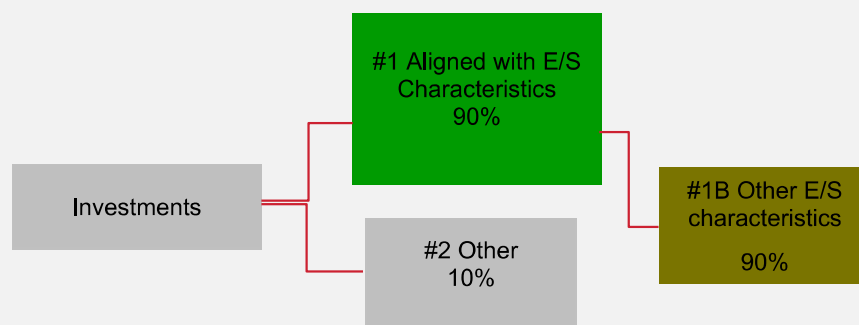 #1 Aligned with E/S
Characteristics
90%
Investments
#1B Other E/S
characteristics
90%
#2 Other
10%